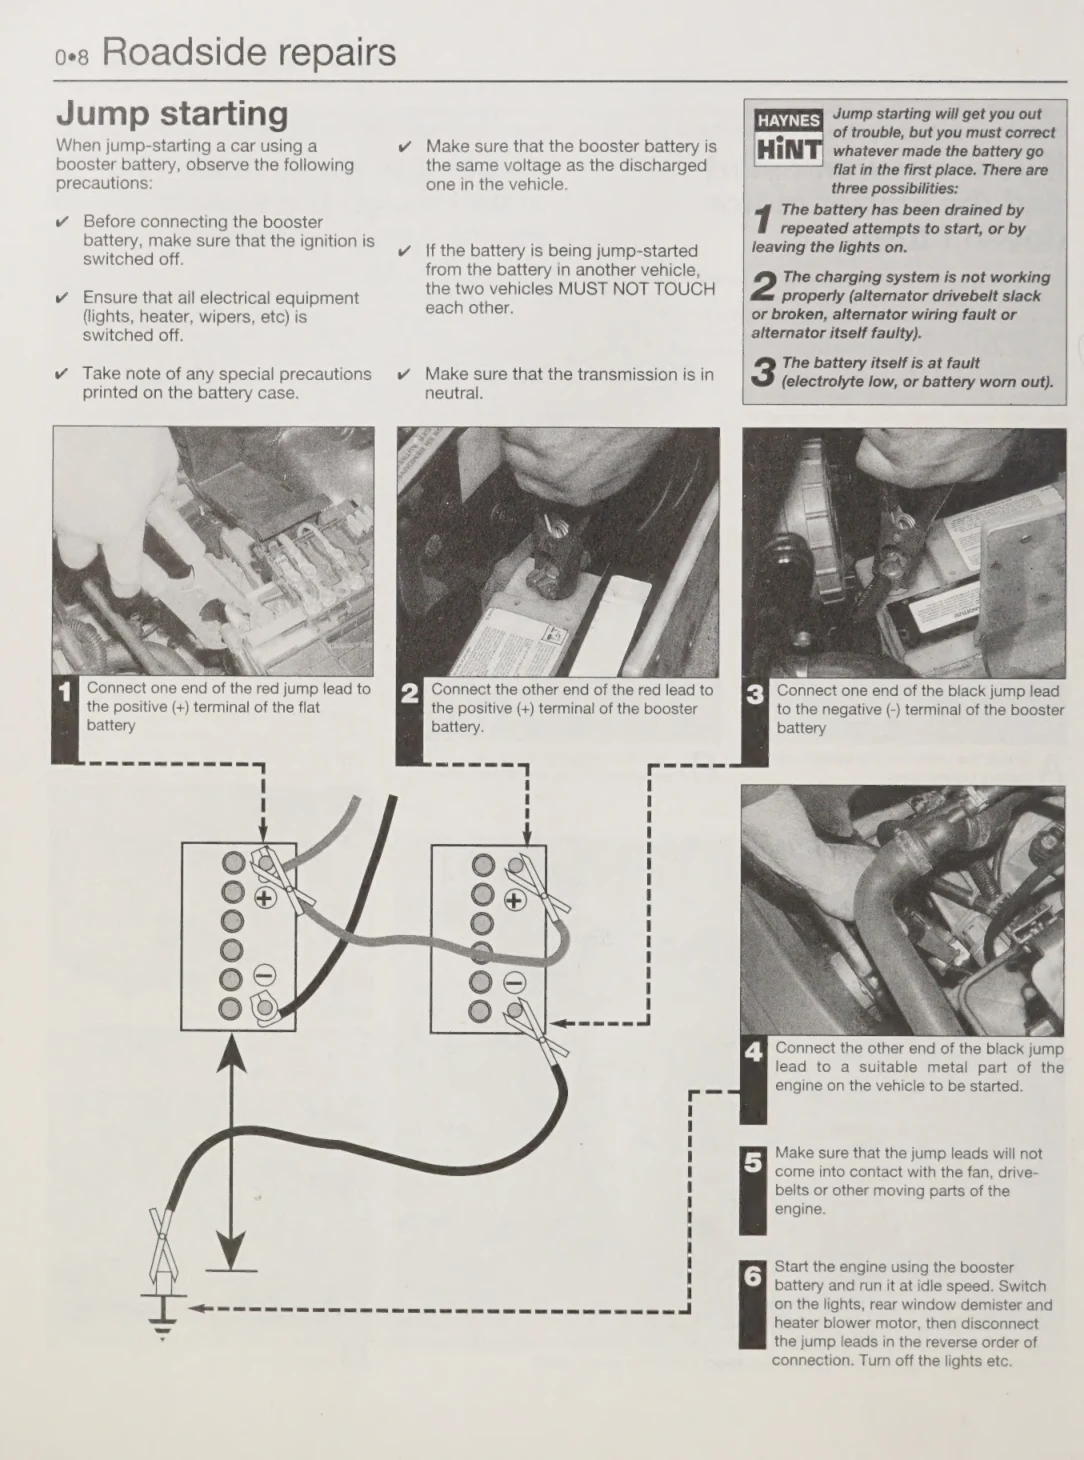 0•8 Roadside repairs
Jump starting
When jump-starting a car using a
booster battery, observe the following
precautions:
✔ Before connecting the booster
battery, make sure that the ignition is
switched off.
✔ Ensure that all electrical equipment
(lights, heater, wipers, etc) is
switched off.
✔ Take note of any special precautions
printed on the battery case.
✔ Make sure that the booster battery is
the same voltage as the discharged
one in the vehicle.
✔ If the battery is being jump-started
from the battery in another vehicle,
the two vehicles MUST NOT TOUCH
each other.
✔ Make sure that the transmission is in
neutral.
HAYNES
HiNT
Jump starting will get you out
of trouble, but you must correct
whatever made the battery go
flat in the first place. There are
three possibilities:
1 The battery has been drained by
repeated attempts to start, or by
leaving the lights on.
2 The charging system is not working
properly (alternator drivebelt slack
or broken, alternator wiring fault or
alternator itself faulty).
3 The battery itself is at fault
(electrolyte low, or battery worn out).
1 Connect one end of the red jump lead to
the positive (+) terminal of the flat
battery
2 Connect the other end of the red lead to
the positive (+) terminal of the booster
battery.
3 Connect one end of the black jump lead
to the negative (-) terminal of the booster
battery
+
−
+
−
4 Connect the other end of the black jump
lead to a suitable metal part of the
engine on the vehicle to be started.
5 Make sure that the jump leads will not
come into contact with the fan, drive-
belts or other moving parts of the
engine.
6 Start the engine using the booster
battery and run it at idle speed. Switch
on the lights, rear window demister and
heater blower motor, then disconnect
the jump leads in the reverse order of
connection. Turn off the lights etc.